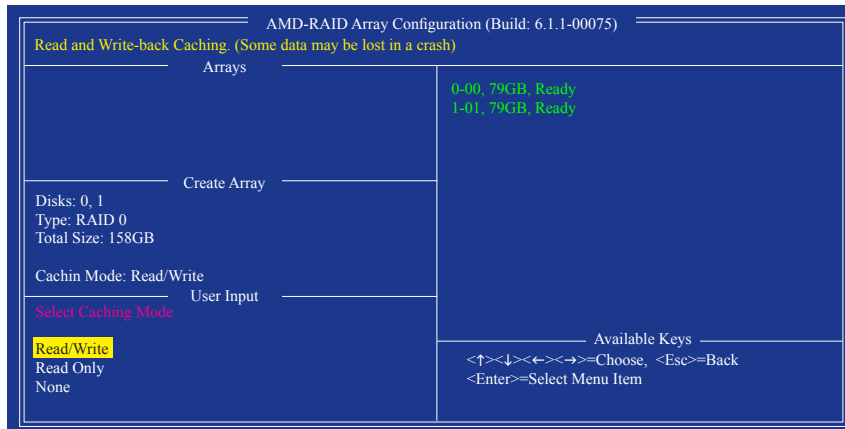 AMD-RAID Array Configuration (Build: 6.1.1-00075)
Read and Write-back Caching. (Some data may be lost in a crash)
Arrays
0-00, 79GB, Ready
1-01, 79GB, Ready
Create Array
Disks: 0, 1
Type: RAID 0
Total Size: 158GB
Cachin Mode: Read/Write
User Input
Select Caching Mode
Read/Write
Read Only
None
Available Keys
<↑><↓><←><→>=Choose, <Esc>=Back
<Enter>=Select Menu Item